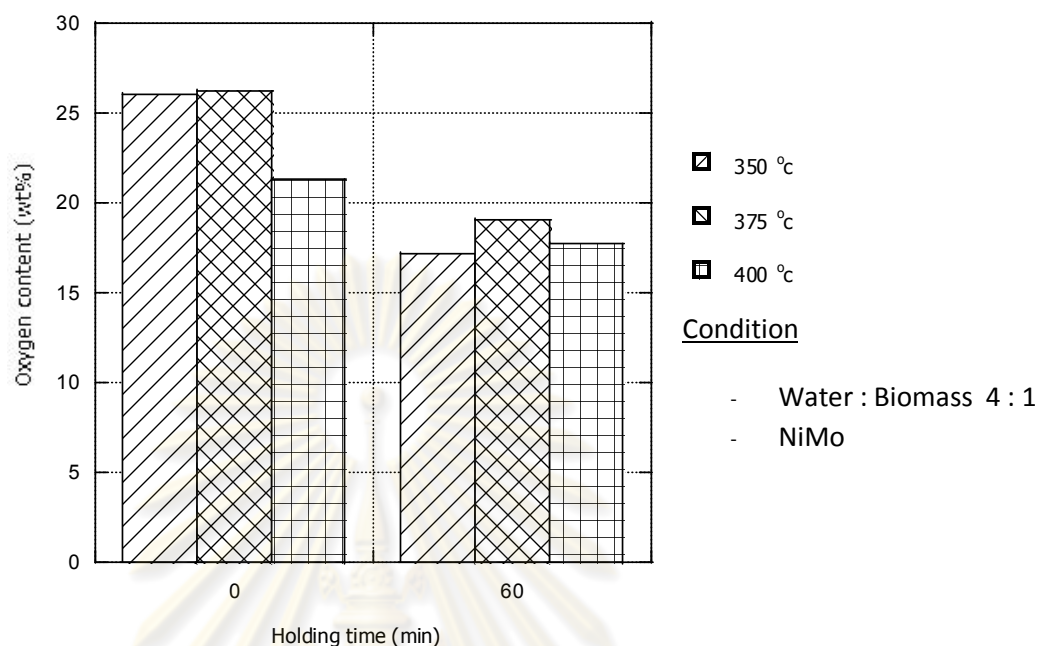 30
25
20
15
10
5
0
Oxygen content (wt%)
0 60
Holding time (min)
350 °c
375 °c
400 °c
Condition
- Water : Biomass 4 : 1
- NiMo